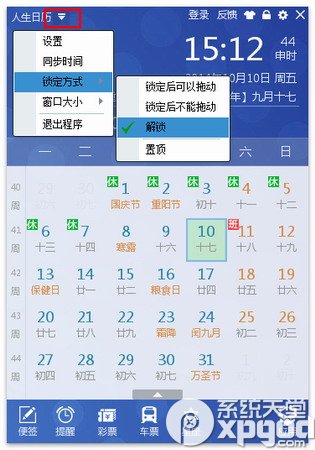 人生日历 登录 反馈
15:12 44
申时
2014年10月10日 周五
】九月十七
设置
同步时间
锁定方式
窗口大小
退出程序
锁定后可以拖动
锁定后不能拖动
解锁
置顶
一 二 六 日
40 29 30 休 1 休 2 休 3 休 4 休 5
周 国庆节 重阳节 初十 十一 十二
41 休 6 休 7 8 9 10 班 11 12
周 十三 十四 寒露 十六 十七 十八 十九
42 13 14 15 16 17 18 19
周 保健日 廿一 廿二 粮食日 廿四 廿五 廿六
43 20 21 22 23 24 25 26
周 廿七 廿八 廿九 霜降 闰九月 初二 初三
44 27 28 29 30 31 1 2
周 初四 初五 初六 初七 万圣节
便签 提醒 彩票 车票
系统天堂
xpgod
.com